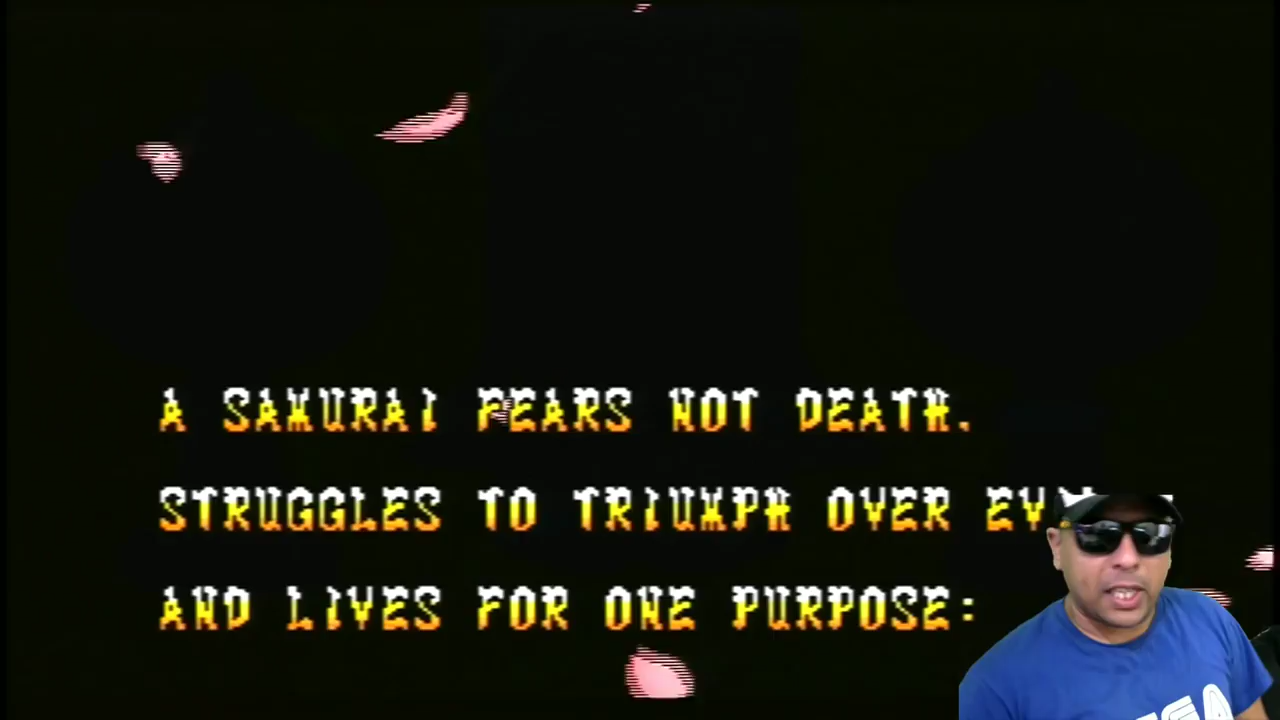 A SAMURAI FEARS NOT DEATH.
STRUGGLES TO TRIUMPH OVER
AND LIVES FOR ONE PURPOSE: